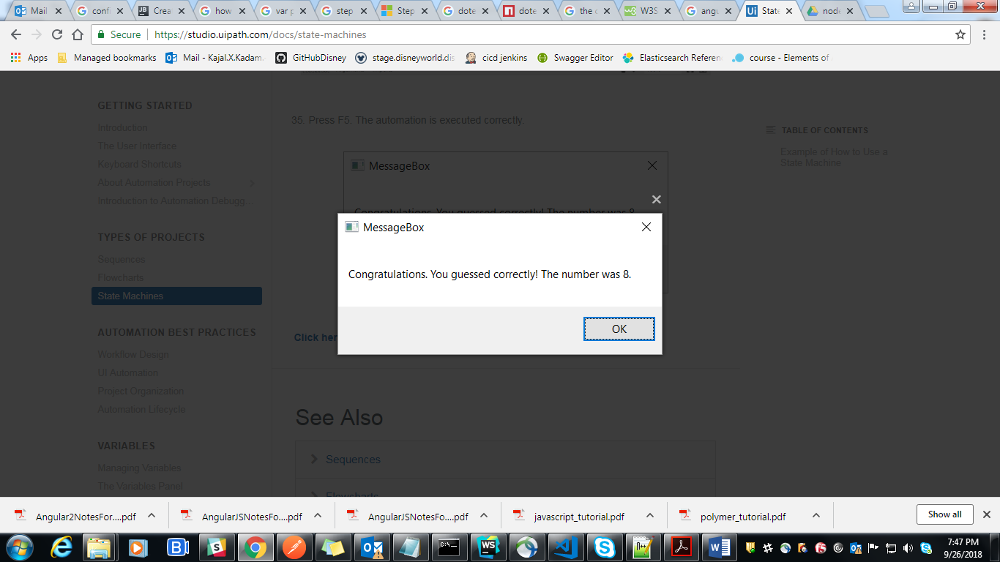 Mail
confi
Crea
how
var p
step
Step
dote
dote
the c
W3S
angu
State
node
Secure
https://studio.uipath.com/docs/state-machines
Apps
Managed bookmarks
Mail - Kajal.X.Kadam
GitHubDisney
stage.disneyworld.dis
cicd jenkins
Swagger Editor
Elasticsearch Referen
course - Elements of
GETTING STARTED
Introduction
The User Interface
Keyboard Shortcuts
About Automation Projects
Introduction to Automation Debugg...
TYPES OF PROJECTS
Sequences
Flowcharts
State Machines
AUTOMATION BEST PRACTICES
Workflow Design
UI Automation
Project Organization
Automation Lifecycle
VARIABLES
Managing Variables
The Variables Panel
35. Press F5. The automation is executed correctly.
MessageBox
Congratulations. You guessed correctly! The number was 8.
MessageBox
Congratulations. You guessed correctly! The number was 8.
OK
Click her
See Also
Sequences
Flowcharts
TABLE OF CONTENTS
Example of How to Use a
State Machine
Angular2NotesFor....pdf
AngularJSNotesFo....pdf
AngularJSNotesFo....pdf
javascript_tutorial.pdf
polymer_tutorial.pdf
Show all
7:47 PM
9/26/2018